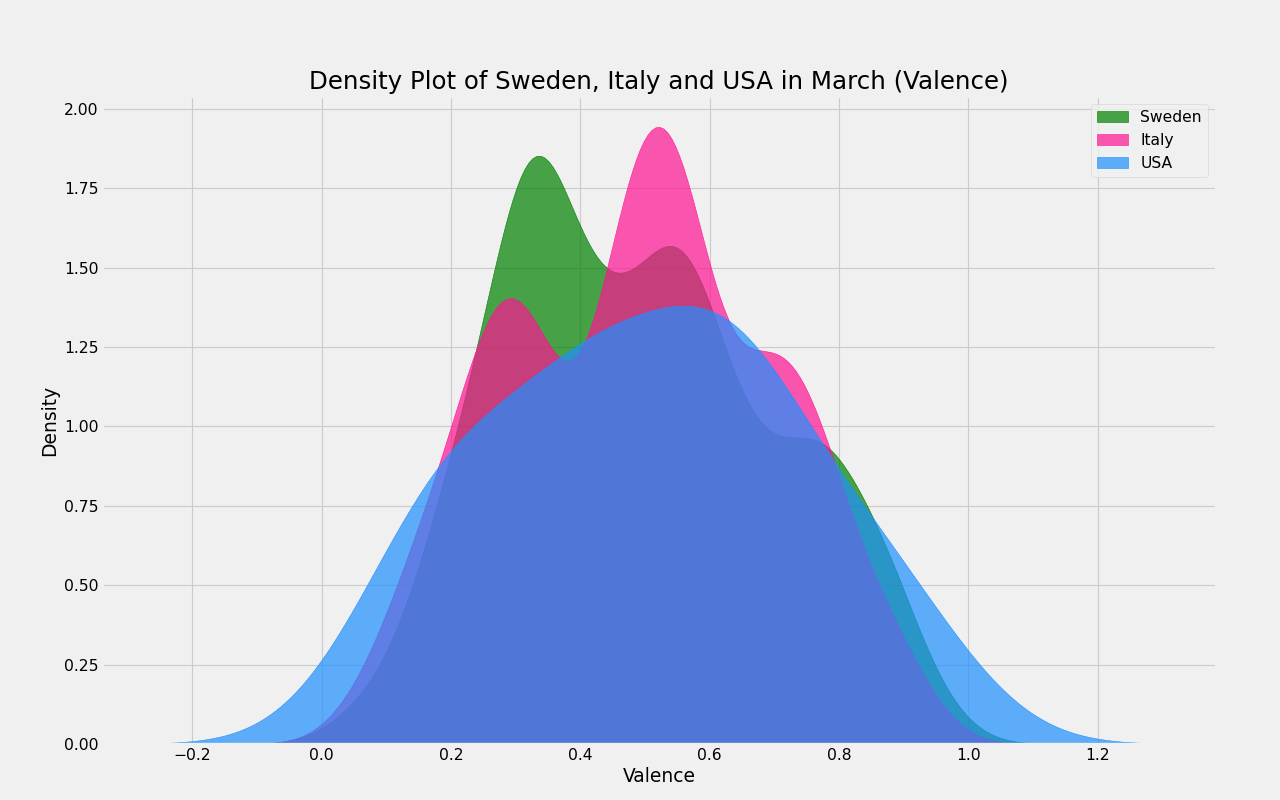 Density Plot of Sweden, Italy and USA in March (Valence)
Sweden
Italy
USA
2.00
1.75
1.50
1.25
1.00
0.75
0.50
0.25
0.00
Density
−0.2 0.0 0.2 0.4 0.6 0.8 1.0 1.2
Valence